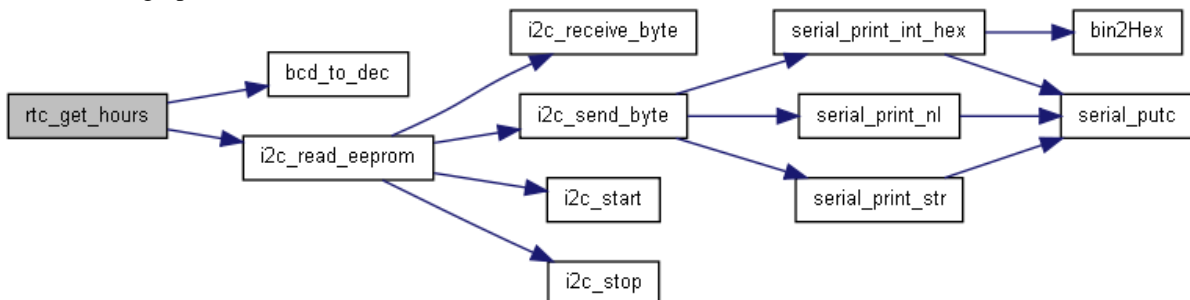 i2c_receive_byte
serial_print_int_hex
bin2Hex
bcd_to_dec
rtc_get_hours
i2c_send_byte
serial_print_nl
serial_putc
i2c_read_eeprom
i2c_start
serial_print_str
i2c_stop